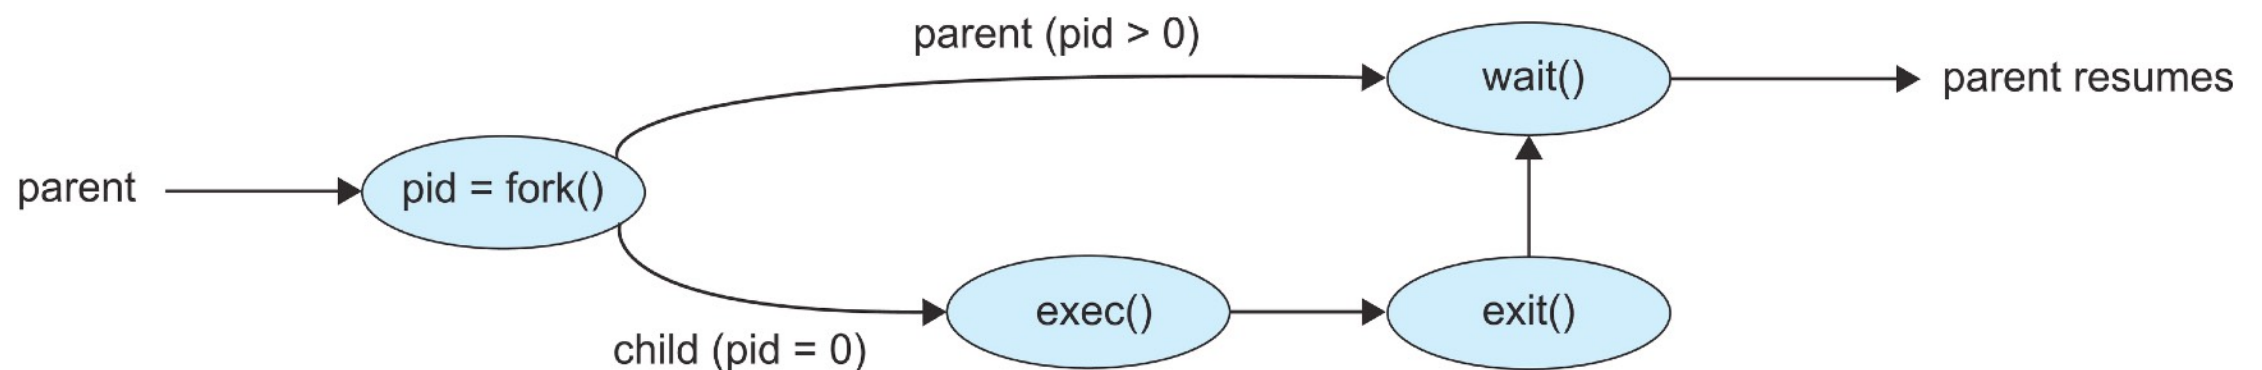 parent (pid > 0)
wait()
parent resumes
parent
pid = fork()
exec()
exit()
child (pid = 0)